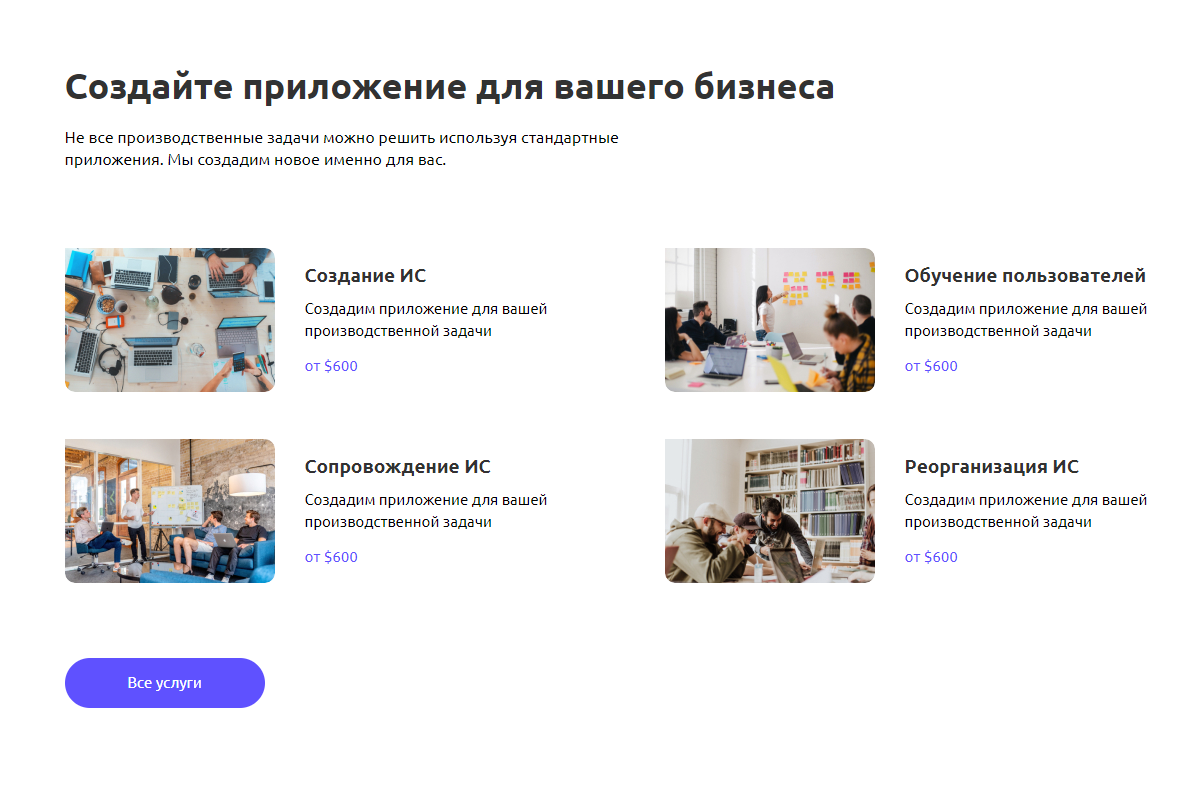 Создайте приложение для вашего бизнеса
Не все производственные задачи можно решить используя стандартные
приложения. Мы создадим новое именно для вас.
Создание ИС
Создадим приложение для вашей
производственной задачи
от $600
Обучение пользователей
Создадим приложение для вашей
производственной задачи
от $600
Сопровождение ИС
Создадим приложение для вашей
производственной задачи
от $600
Реорганизация ИС
Создадим приложение для вашей
производственной задачи
от $600
Все услуги